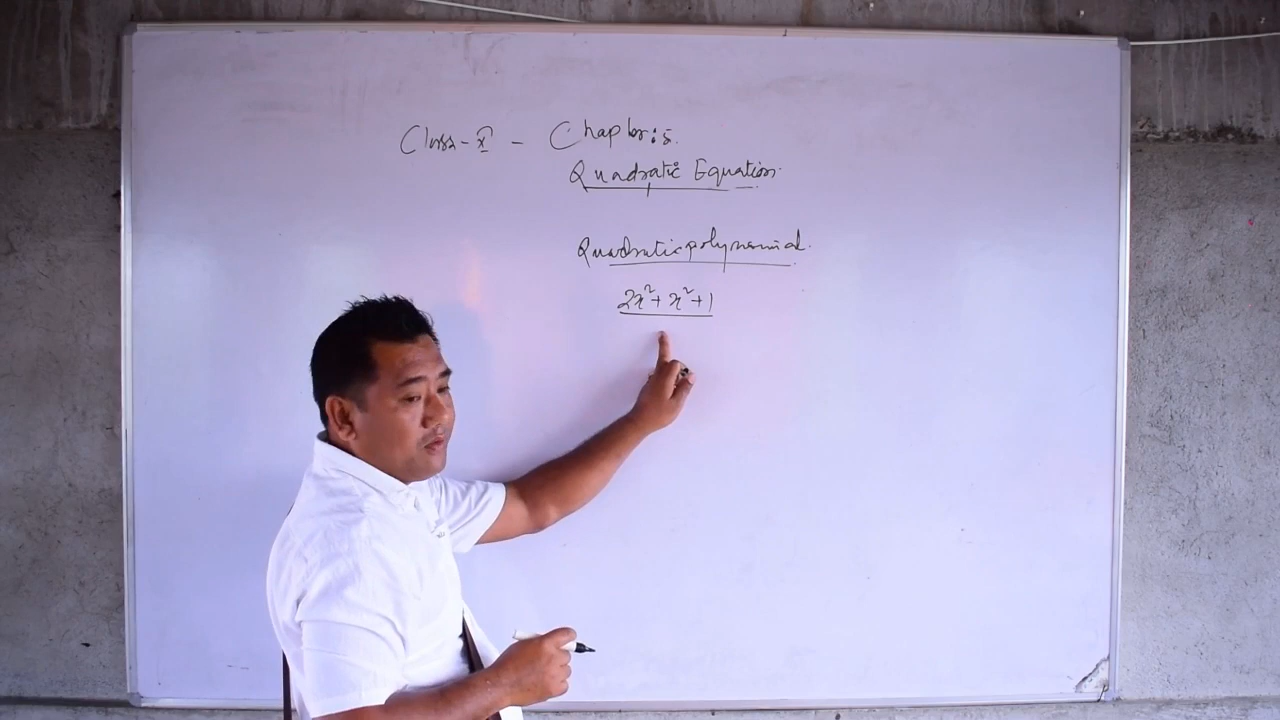 Class-X - Chapter:5.
Quadratic Equation.
Quadratic polynomial.
2x²+x²+1